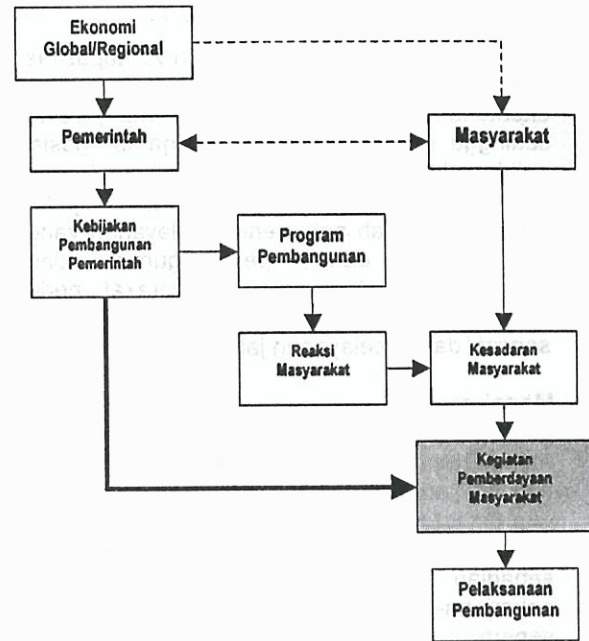 Ekonomi
Global/Regional
Pemerintah
Masyarakat
Kebijakan
Pembangunan
Pemerintah
Program
Pembangunan
Reaksi
Masyarakat
Kesadaran
Masyarakat
Kegiatan
Pemberdayaan
Masyarakat
Pelaksanaan
Pembangunan